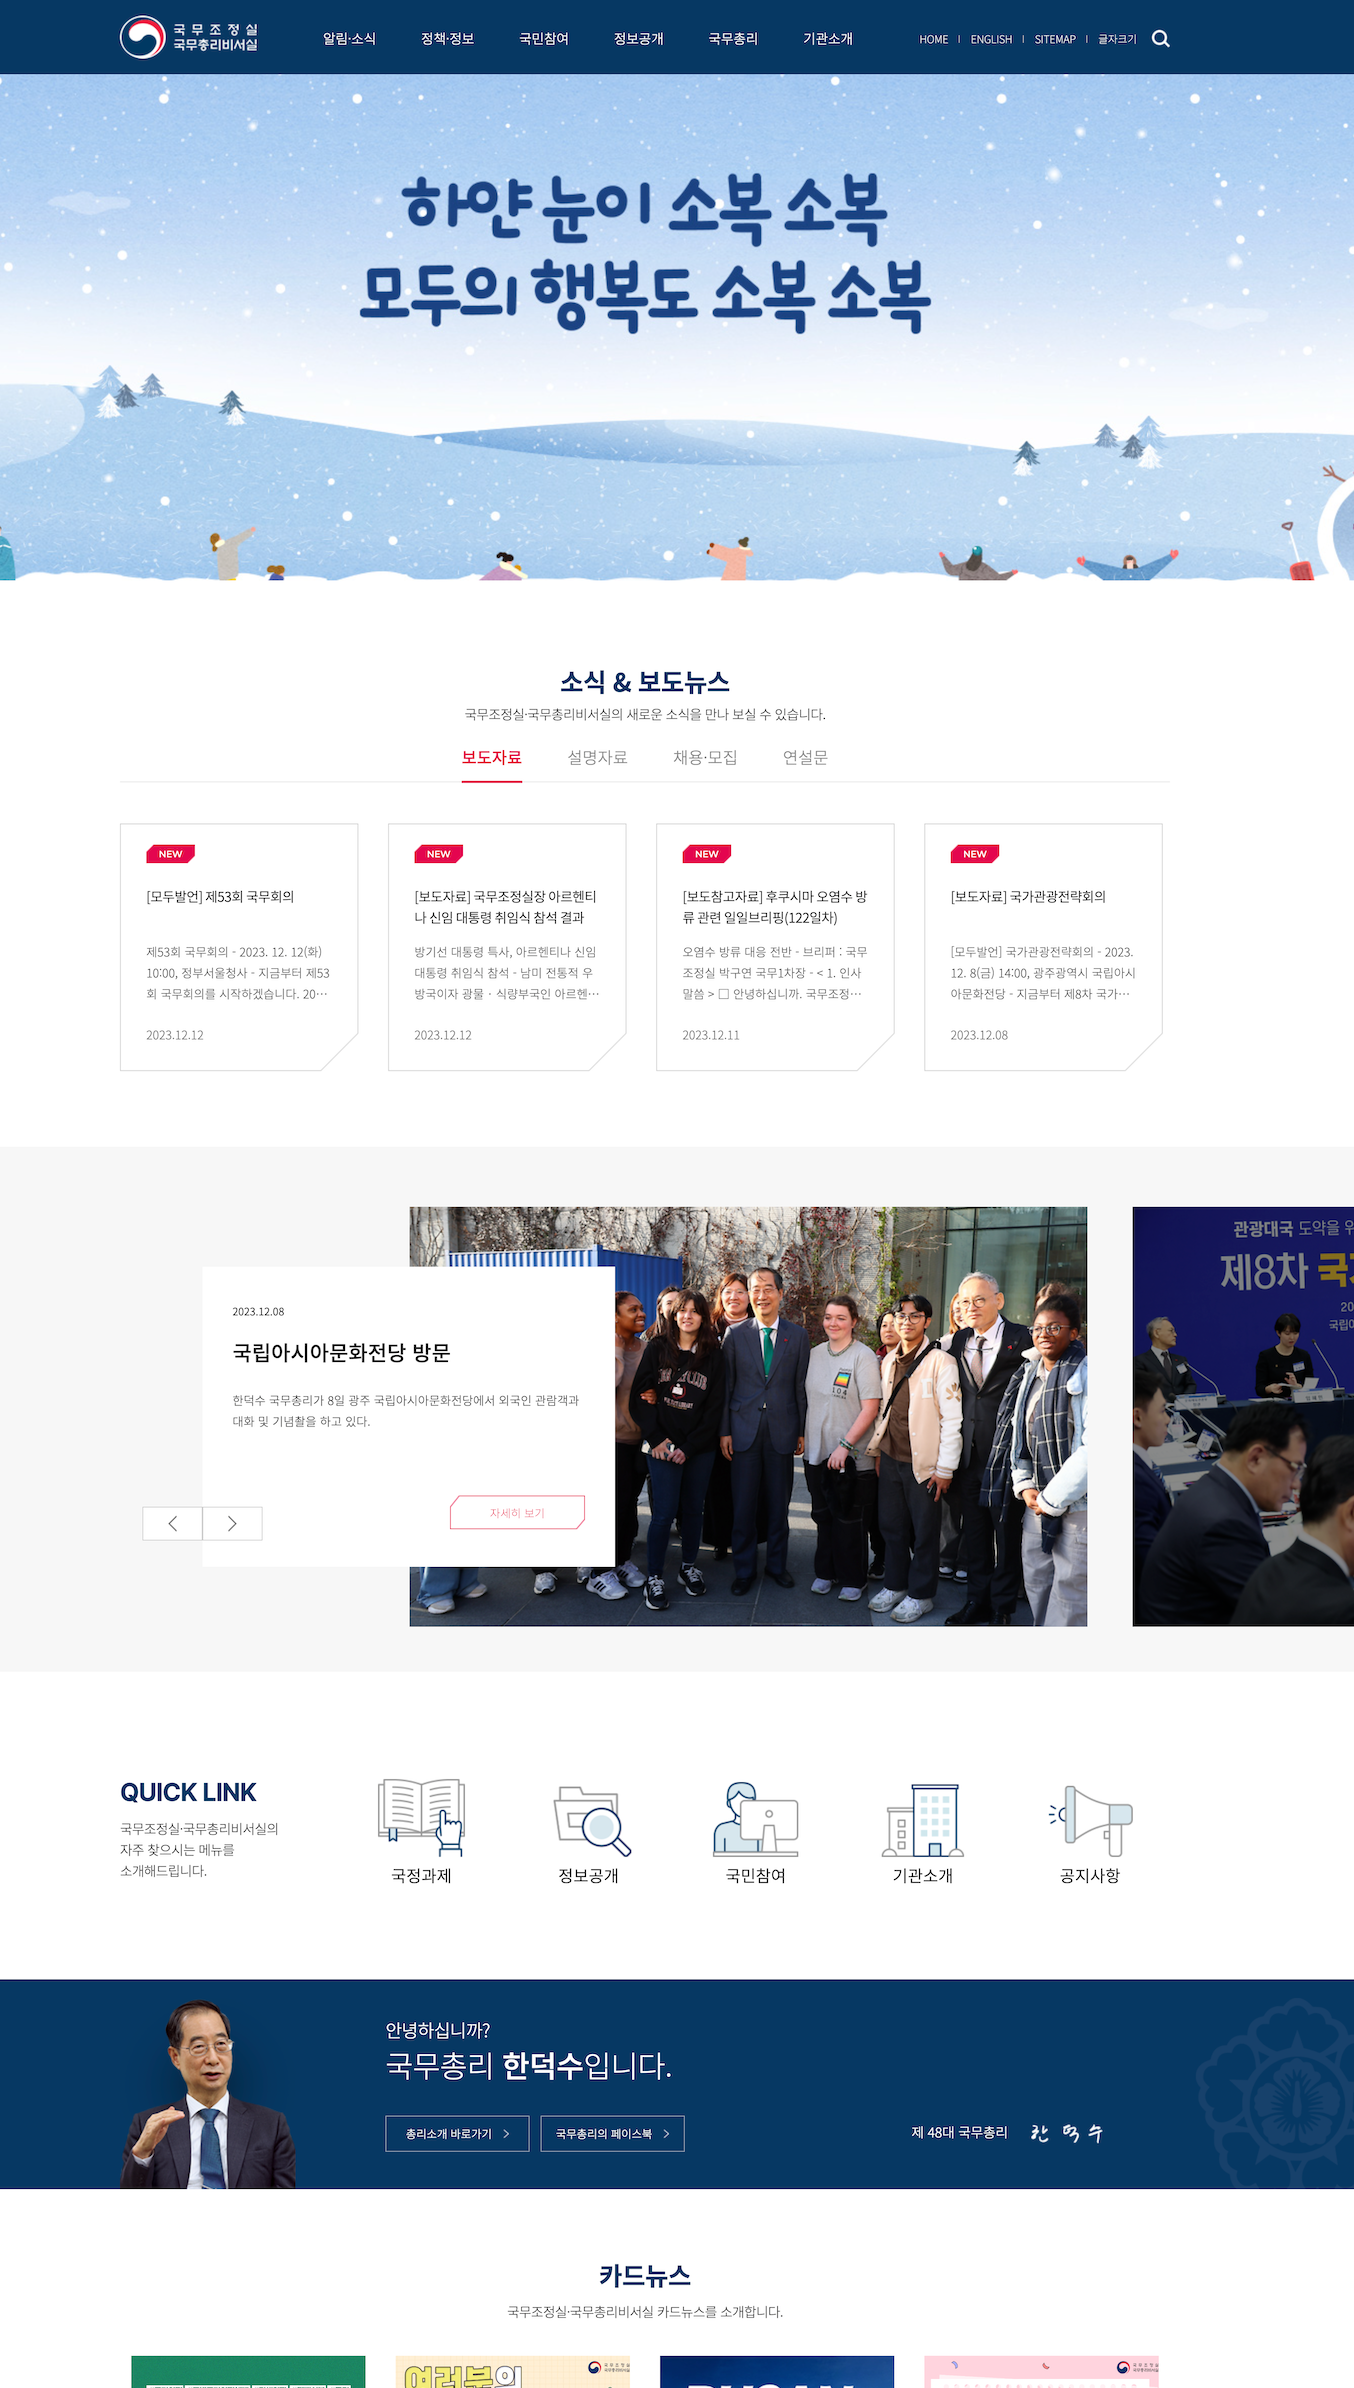 국 무 조 정 실
국무총리비서실
알림·소식
정책·정보
국민참여
정보공개
국무총리
기관소개
HOME
ENGLISH
SITEMAP
글자크기
하얀 눈이 소복 소복
모두의 행복도 소복 소복
소식 & 보도뉴스
국무조정실·국무총리비서실의 새로운 소식을 만나 보실 수 있습니다.
보도자료
설명자료
채용·모집
연설문
NEW
[모두발언] 제53회 국무회의
제53회 국무회의 - 2023. 12. 12(화)
10:00, 정부서울청사 - 지금부터 제53
회 국무회의를 시작하겠습니다. 20…
2023.12.12
NEW
[보도자료] 국무조정실장 아르헨티
나 신임 대통령 취임식 참석 결과
방기선 대통령 특사, 아르헨티나 신임
대통령 취임식 참석 - 남미 전통적 우
방국이자 광물ㆍ식량부국인 아르헨…
2023.12.12
NEW
[보도참고자료] 후쿠시마 오염수 방
류 관련 일일브리핑(122일차)
오염수 방류 대응 전반 - 브리퍼 : 국무
조정실 박구연 국무1차장 - < 1. 인사
말씀 > □ 안녕하십니까. 국무조정…
2023.12.11
NEW
[보도자료] 국가관광전략회의
[모두발언] 국가관광전략회의 - 2023.
12. 8(금) 14:00, 광주광역시 국립아시
아문화전당 - 지금부터 제8차 국가…
2023.12.08
2023.12.08
국립아시아문화전당 방문
한덕수 국무총리가 8일 광주 국립아시아문화전당에서 외국인 관람객과
대화 및 기념촬을 하고 있다.
자세히 보기
104
관광대국 도약을 위
제8차 국가
20
QUICK LINK
국무조정실·국무총리비서실의
자주 찾으시는 메뉴를
소개해드립니다.
국정과제
정보공개
국민참여
기관소개
공지사항
안녕하십니까?
국무총리 한덕수입니다.
총리소개 바로가기
국무총리의 페이스북
제 48대 국무총리
한 덕 수
카드뉴스
국무조정실·국무총리비서실 카드뉴스를 소개합니다.
여러분의
국무조정실
국무총리비서실
BUSAN
국무조정실
국무총리비서실